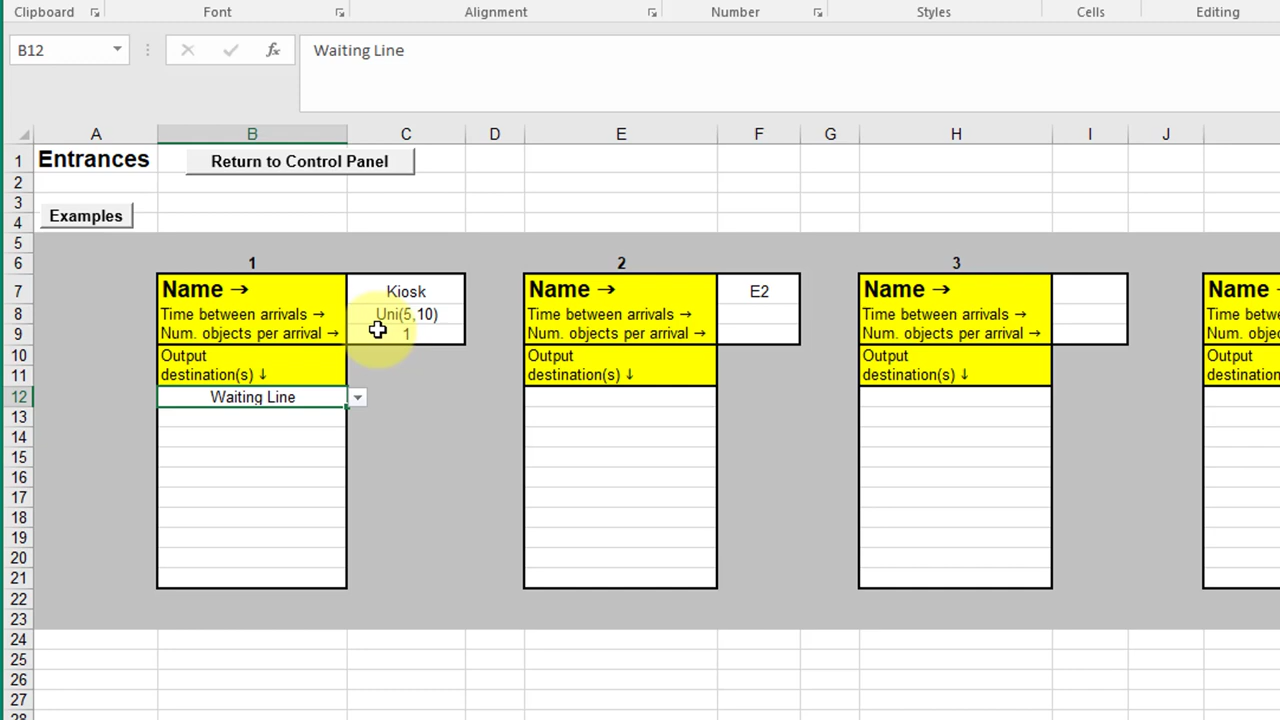 Clipboard Font Alignment Number Styles Cells Editing
B12 fx Waiting Line
A B C D E F G H I J
1 Entrances Return to Control Panel
2
3
4 Examples
5
6 1 2 3
7 Name → Kiosk Name → E2 Name → Name
8 Time between arrivals → Uni(5,10) Time between arrivals → Time between arrivals → Time betwe
9 Num. objects per arrival → 1 Num. objects per arrival → Num. objects per arrival → Num. object
10 Output Output Output Output
11 destination(s) ↓ destination(s) ↓ destination(s) ↓ destination
12 Waiting Line
13
14
15
16
17
18
19
20
21
22
23
24
25
26
27
28